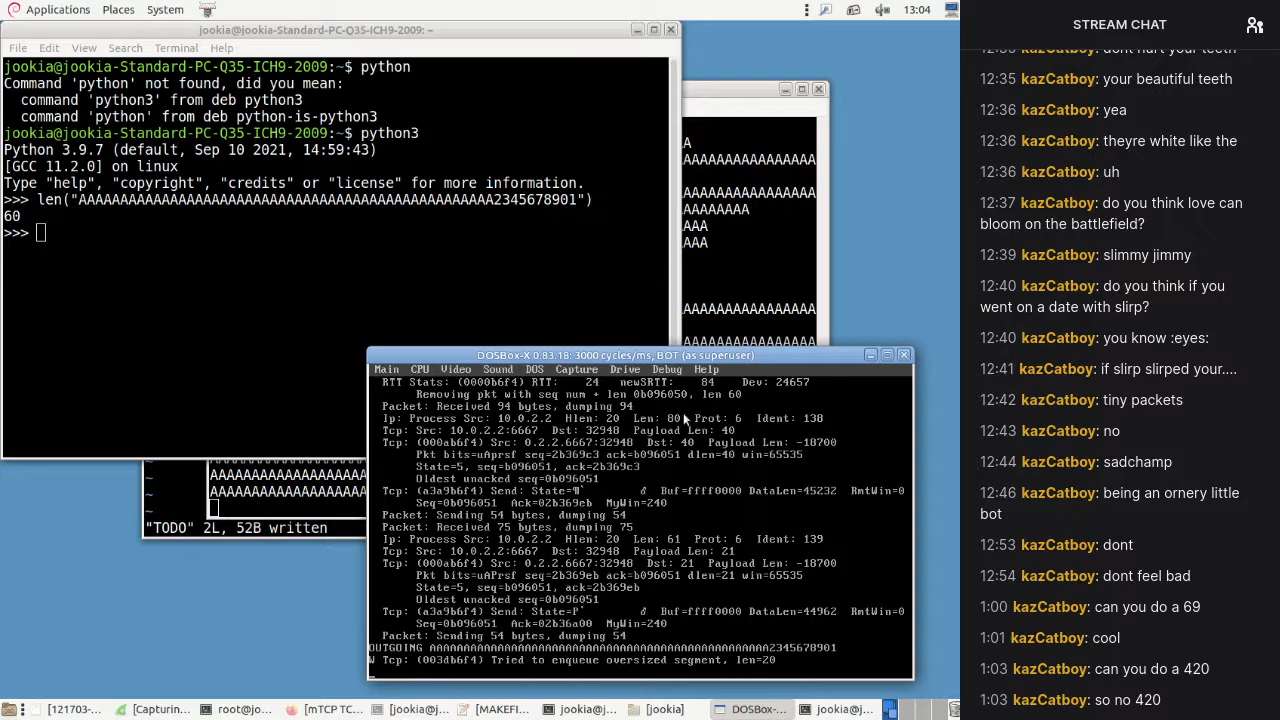 Applications Places System 13:04
jookia@jookia-Standard-PC-Q35-ICH9-2009: ~
File Edit View Search Terminal Help
jookia@jookia-Standard-PC-Q35-ICH9-2009:~$ python
Command 'python' not found, did you mean:
command 'python3' from deb python3
command 'python' from deb python-is-python3
jookia@jookia-Standard-PC-Q35-ICH9-2009:~$ python3
Python 3.9.7 (default, Sep 10 2021, 14:59:43)
[GCC 11.2.0] on linux
Type "help", "copyright", "credits" or "license" for more information.
>>> len("AAAAAAAAAAAAAAAAAAAAAAAAAAAAAAAAAAAAAAAAAAAAAAAAAA2345678901")
60
>>>
A
AAAAAAAAAAAAAAAA
AAAAAAAAAAAAAAAA
AAAAAAAA
AAA
AAA
AAAAAAAAAAAAAAAA
AAAAAAAAAAAAAAAA
AAAAAAAAAAAAAAAAAAA
AAAAAAAAAAAAAAAAAAA
~
~
~
"TODO" 2L, 52B written
DOSBox-X 0.83.18: 3000 cycles/ms, BOT (as superuser)
Main CPU Video Sound DOS Capture Drive Debug Help
RTT Stats: (0000b6f4) RTT: 24 newSRTT: 84 Dev: 24657
Removing pkt with seq num + len 0b096050, len 60
Packet: Received 94 bytes, dumping 94
Ip: Process Src: 10.0.2.2 Hlen: 20 Len: 80 Prot: 6 Ident: 138
Tcp: Src: 10.0.2.2:6667 Dst: 32948 Payload Len: 40
Tcp: (000ab6f4) Src: 0.2.2.6667:32948 Dst: 40 Payload Len: -18700
Pkt bits=uAprsf seq=2b369c3 ack=b096051 dlen=40 win=65535
State=5, seq=b096051, ack=2b369c3
Oldest unacked seq=0b096051
Tcp: (a3a9b6f4) Send: State=¶` ♂ Buf=ffff0000 DataLen=45232 RmtWin=0
Seq=0b096051 Ack=02b369eb MyWin=240
Packet: Sending 54 bytes, dumping 54
Packet: Received 75 bytes, dumping 75
Ip: Process Src: 10.0.2.2 Hlen: 20 Len: 61 Prot: 6 Ident: 139
Tcp: Src: 10.0.2.2:6667 Dst: 32948 Payload Len: 21
Tcp: (000ab6f4) Src: 0.2.2.6667:32948 Dst: 21 Payload Len: -18700
Pkt bits=uAPrsf seq=2b369eb ack=b096051 dlen=21 win=65535
State=5, seq=b096051, ack=2b369eb
Oldest unacked seq=0b096051
Tcp: (a3a9b6f4) Send: State=P` ♂ Buf=ffff0000 DataLen=44962 RmtWin=0
Seq=0b096051 Ack=02b36a00 MyWin=240
Packet: Sending 54 bytes, dumping 54
OUTGOING AAAAAAAAAAAAAAAAAAAAAAAAAAAAAAAAAAAAAAAAAAAAAAAAAA2345678901
W Tcp: (003db6f4) Tried to enqueue oversized segment, len=20
[121703-...
[Capturin...
root@jo...
[mTCP TC...
[jookia@j...
[MAKEFI...
jookia@j...
[jookia]
DOSBox-...
jookia@j...
STREAM CHAT
12:35 kazCatboy: your beautiful teeth
12:36 kazCatboy: yea
12:36 kazCatboy: theyre white like the
12:36 kazCatboy: uh
12:37 kazCatboy: do you think love can
bloom on the battlefield?
12:39 kazCatboy: slimmy jimmy
12:40 kazCatboy: do you think if you
went on a date with slirp?
12:40 kazCatboy: you know :eyes:
12:41 kazCatboy: if slirp slirped your....
12:42 kazCatboy: tiny packets
12:43 kazCatboy: no
12:44 kazCatboy: sadchamp
12:46 kazCatboy: being an ornery little
bot
12:53 kazCatboy: dont
12:54 kazCatboy: dont feel bad
1:00 kazCatboy: can you do a 69
1:01 kazCatboy: cool
1:03 kazCatboy: can you do a 420
1:03 kazCatboy: so no 420